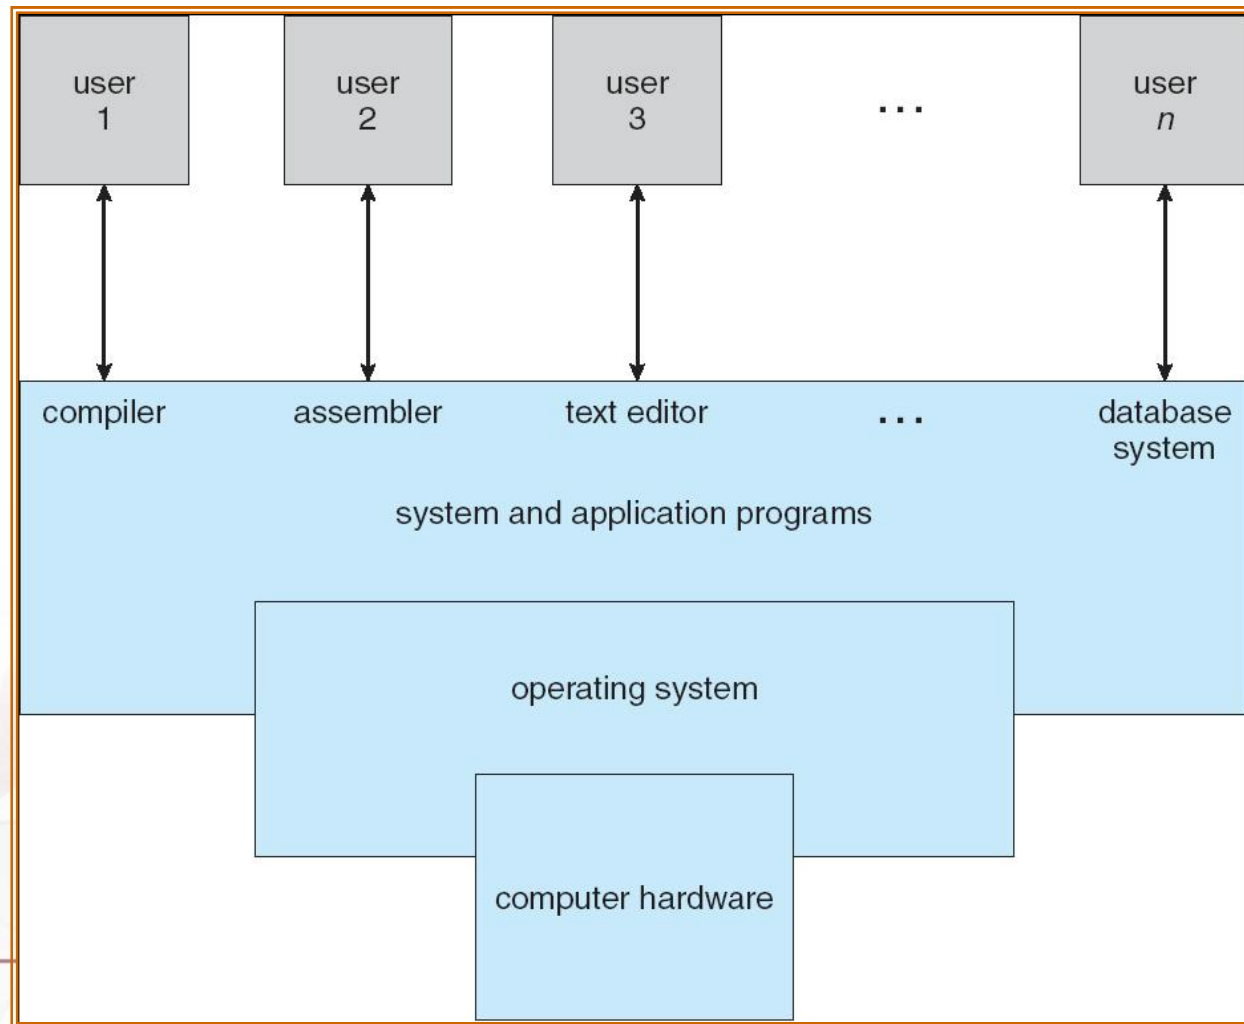 user
1
user
2
user
3
...
user
n
compiler
assembler
text editor
...
database
system
system and application programs
operating system
computer hardware